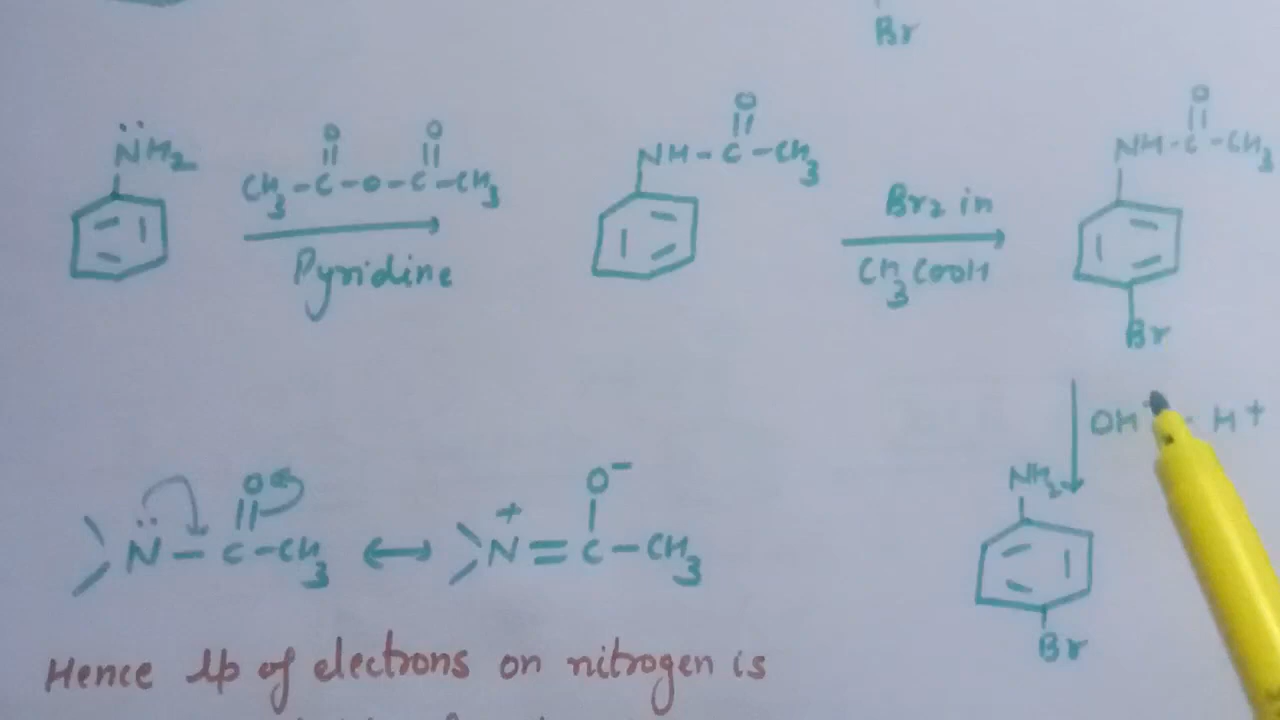 Br
N̈H₂
CH₃-C-O-C-CH₃
O
O
Pyridine
NH-C-CH₃
O
Br₂ in
CH₃COOH
NH-C-CH₃
O
Br
OH
H⁺
NH₂
Br
N̈-C-CH₃
O
N⁺=C-CH₃
O⁻
Hence lp of electrons on nitrogen is